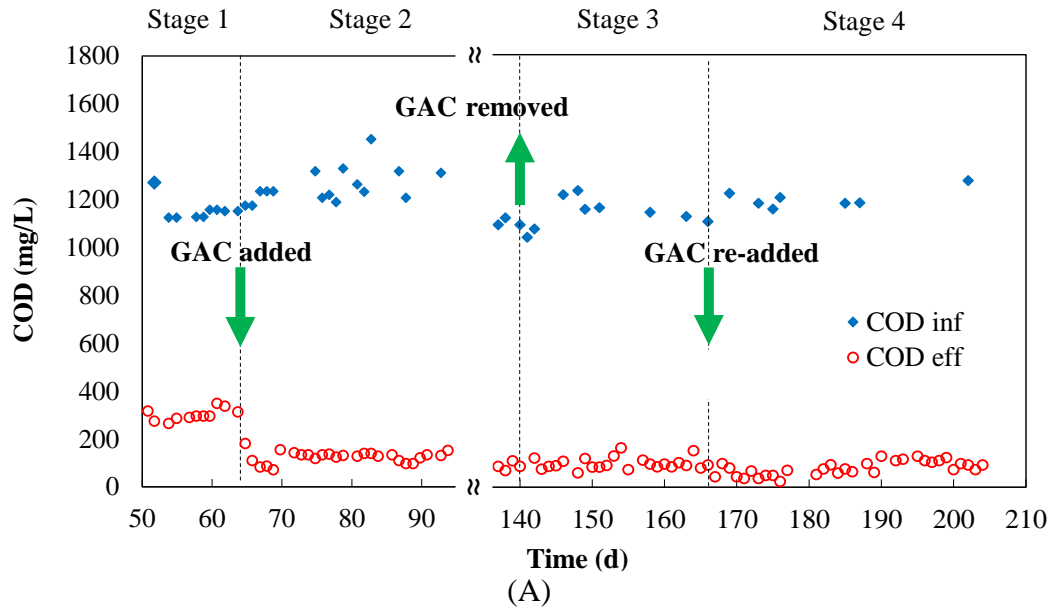 Stage 1 Stage 2 Stage 3 Stage 4
1800
1600
1400
1200
1000
800
600
400
200
0
COD (mg/L)
GAC removed
GAC added
GAC re-added
COD inf
COD eff
≈ ≈
50 60 70 80 90 140 150 160 170 180 190 200 210
Time (d)
(A)